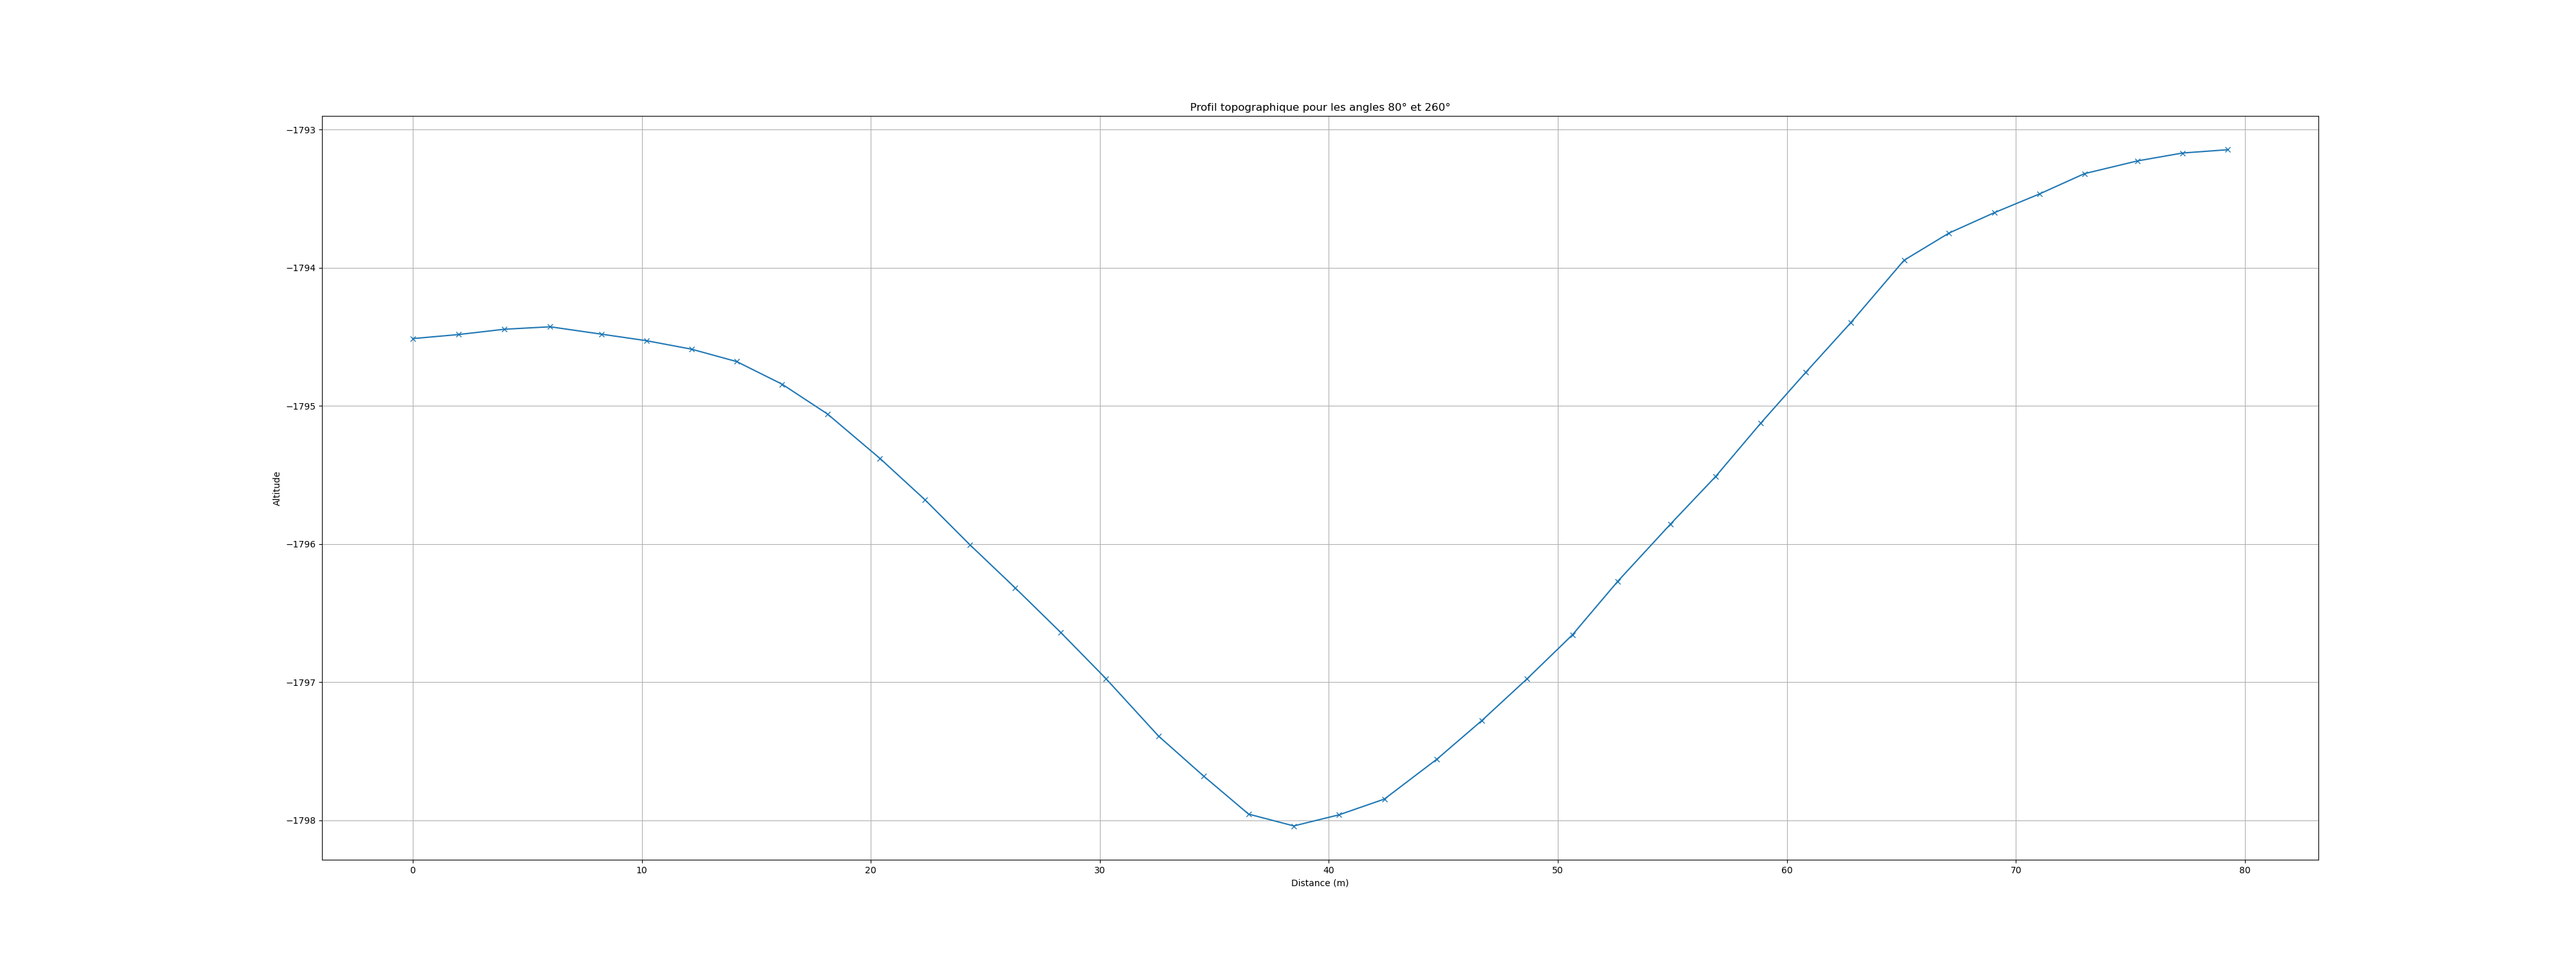 Profil topographique pour les angles 80° et 260°
−1793
−1794
−1795
−1796
−1797
−1798
Altitude
0 10 20 30 40 50 60 70 80
Distance (m)